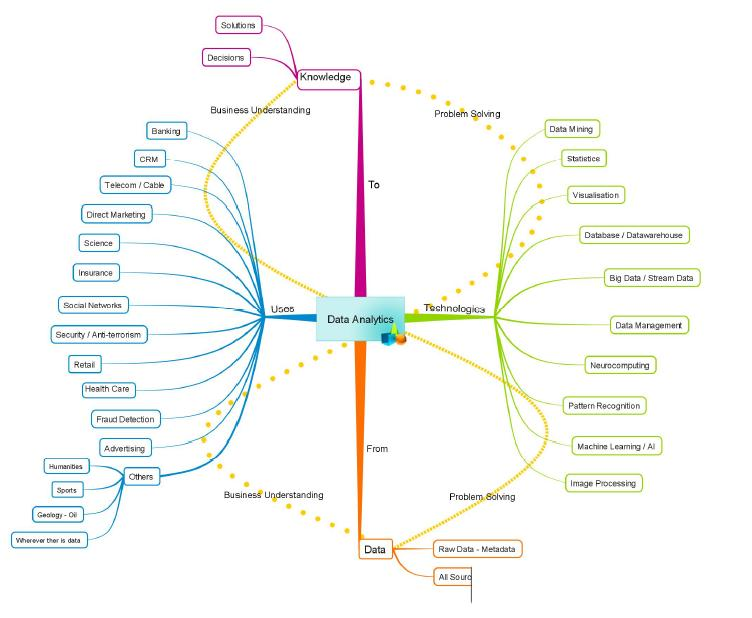 Solutions
Decisions
Knowledge
Business Understanding
Problem Solving
Banking
CRM
Telecom / Cable
Direct Marketing
Science
Insurance
Social Networks
Security / Anti-terrorism
Retail
Health Care
Fraud Detection
Advertising
Others
Humanities
Sports
Geology - Oil
Wherever ther is data
Uses
To
Data Analytics
Technologics
From
Data Mining
Statistice
Visualisation
Database / Datawarehouse
Big Data / Stream Data
Data Management
Neurocomputing
Pattern Recognition
Machine Learning / AI
Image Processing
Business Understanding
Problem Solving
Data
Raw Data - Metadata
All Sourc